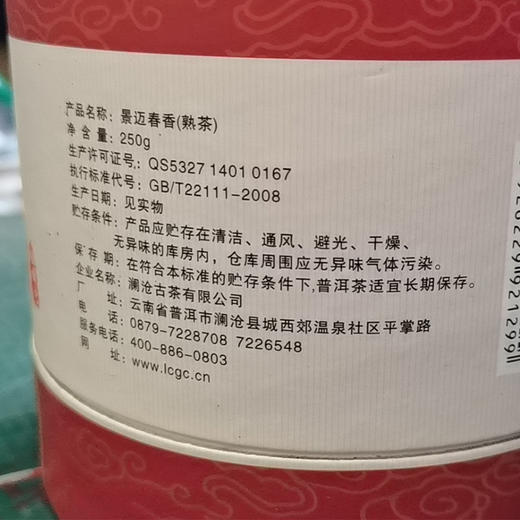 产品名称：景迈春香(熟茶)
净 含 量：250g
生产许可证号：QS5327 1401 0167
执行标准代号：GB/T22111-2008
生产日期：见实物
贮存条件：产品应贮存在清洁、通风、避光、干燥、
无异味的库房内，仓库周围应无异味气体污染。
保 存 期：在符合本标准的贮存条件下,普洱茶适宜长期保存。
企业名称：澜沧古茶有限公司
厂 址：云南省普洱市澜沧县城西郊温泉社区平掌路
电 话：0879-7228708 7226548
服务电话：400-886-0803
网 址：www.lcgc.cn